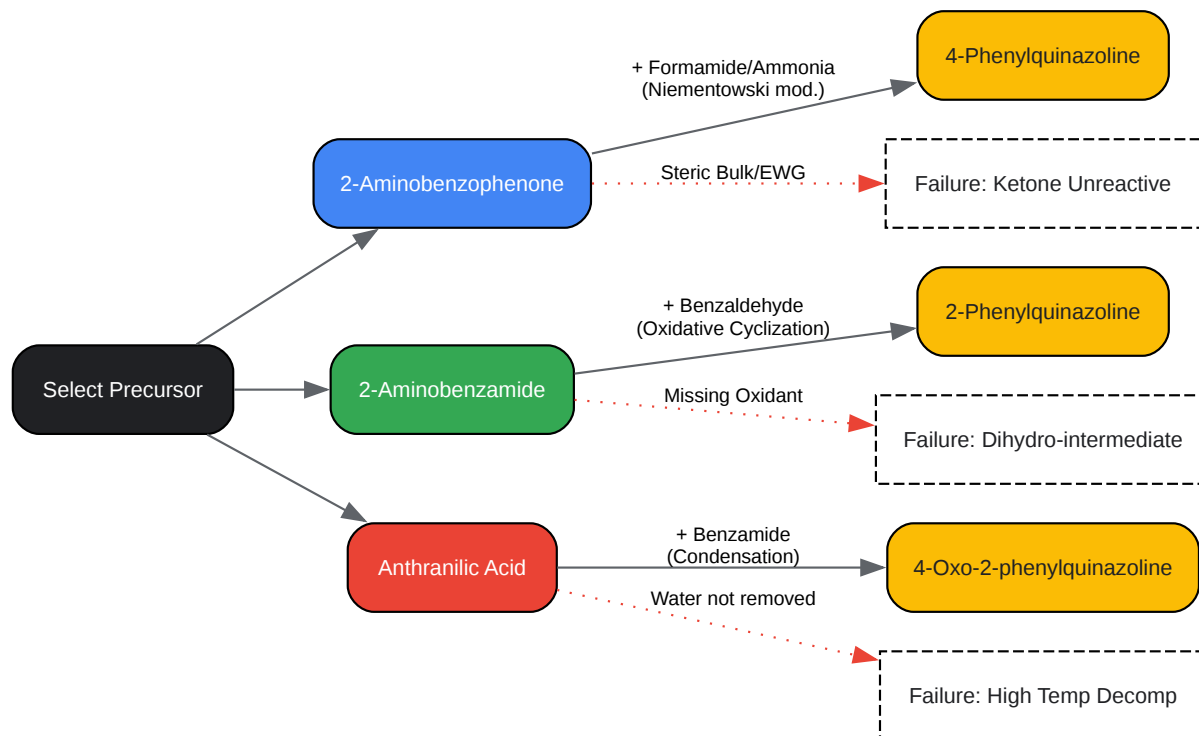 Select Precursor
2-Aminobenzophenone
+ Formamide/Ammonia
(Niementowski mod.)
4-Phenylquinazoline
Steric Bulk/EWG
Failure: Ketone Unreactive
2-Aminobenzamide
+ Benzaldehyde
(Oxidative Cyclization)
2-Phenylquinazoline
Missing Oxidant
Failure: Dihydro-intermediate
Anthranilic Acid
+ Benzamide
(Condensation)
4-Oxo-2-phenylquinazoline
Water not removed
Failure: High Temp Decomp